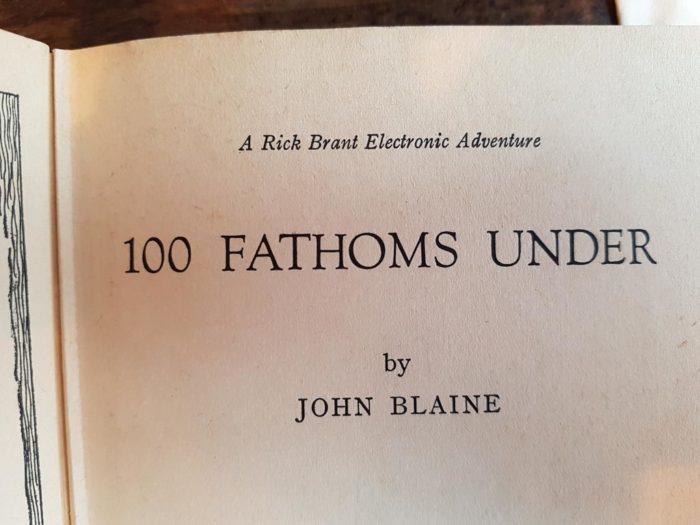 A Rick Brant Electronic Adventure
100 FATHOMS UNDER
by
JOHN BLAINE